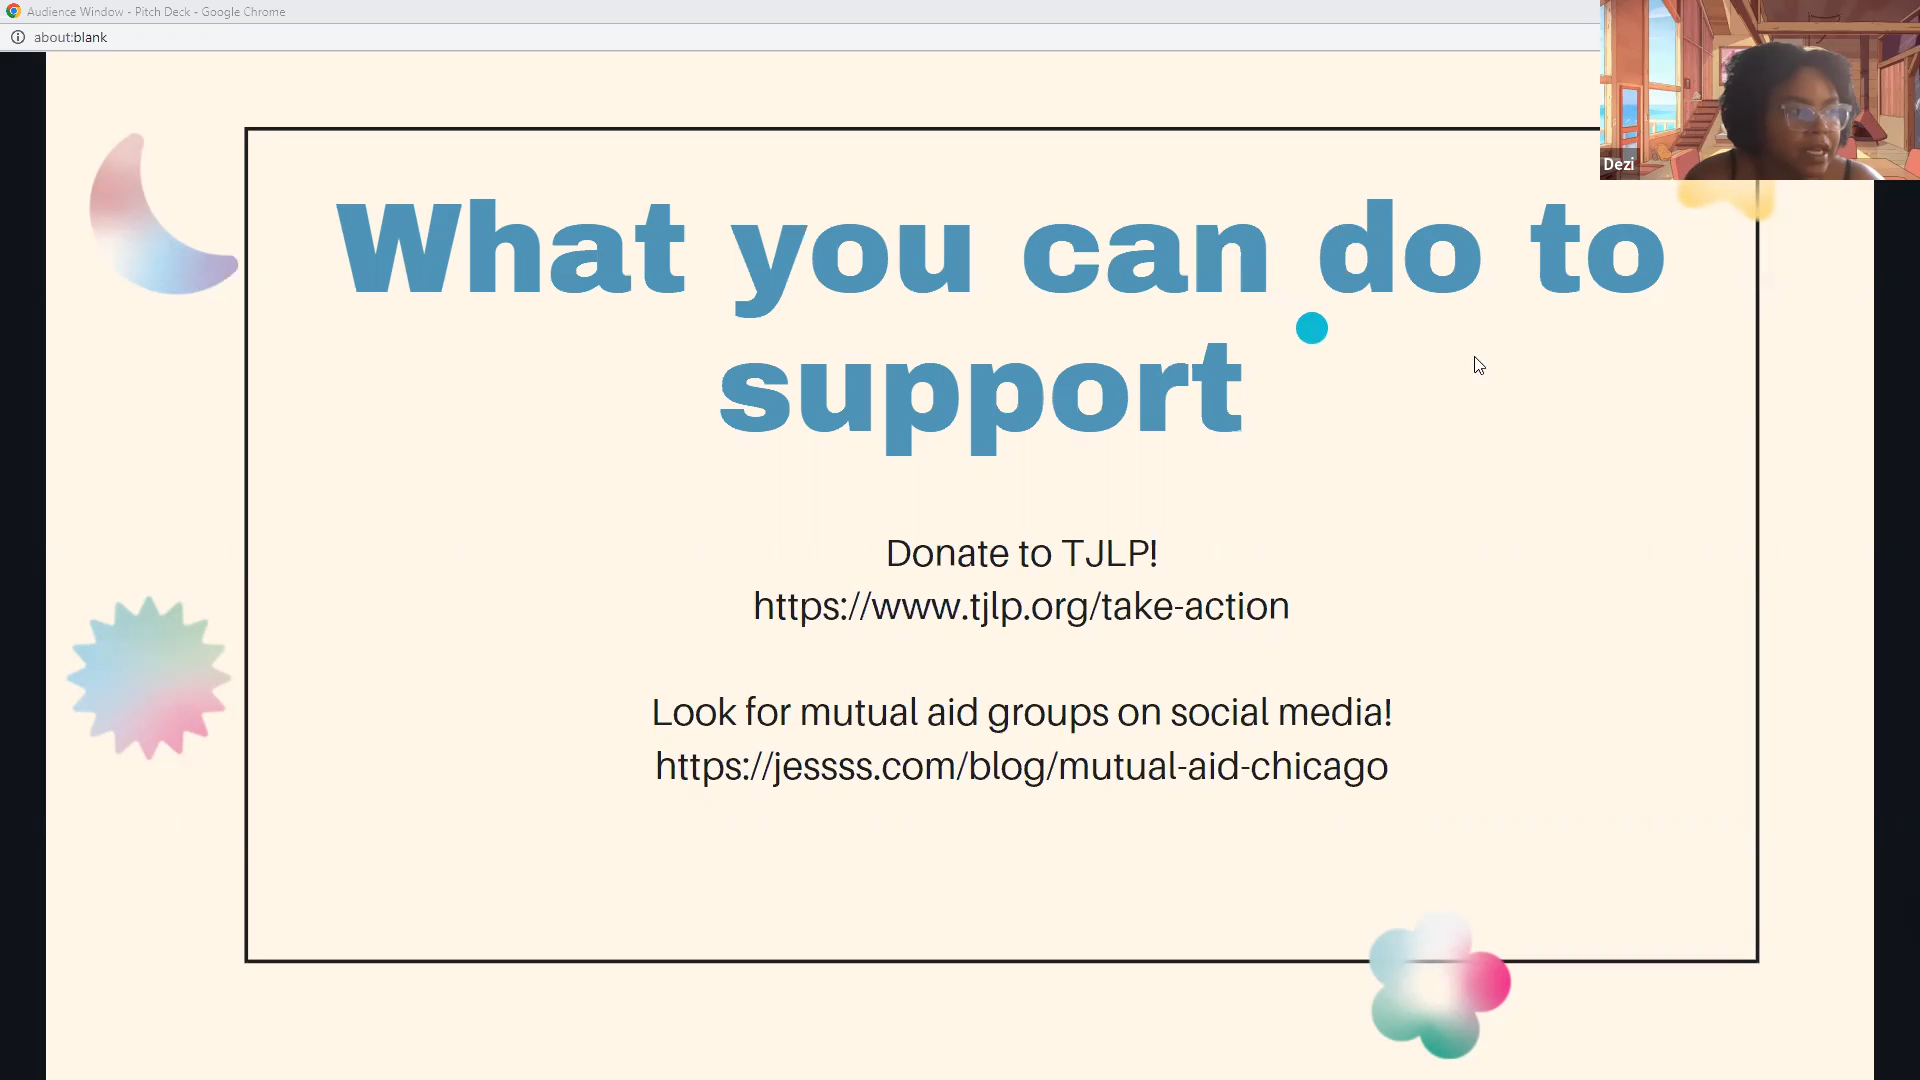 Audience Window - Pitch Deck - Google Chrome
about:blank
Dezi
What you can do to
support
Donate to TJLP!
https://www.tjlp.org/take-action
Look for mutual aid groups on social media!
https://jessss.com/blog/mutual-aid-chicago